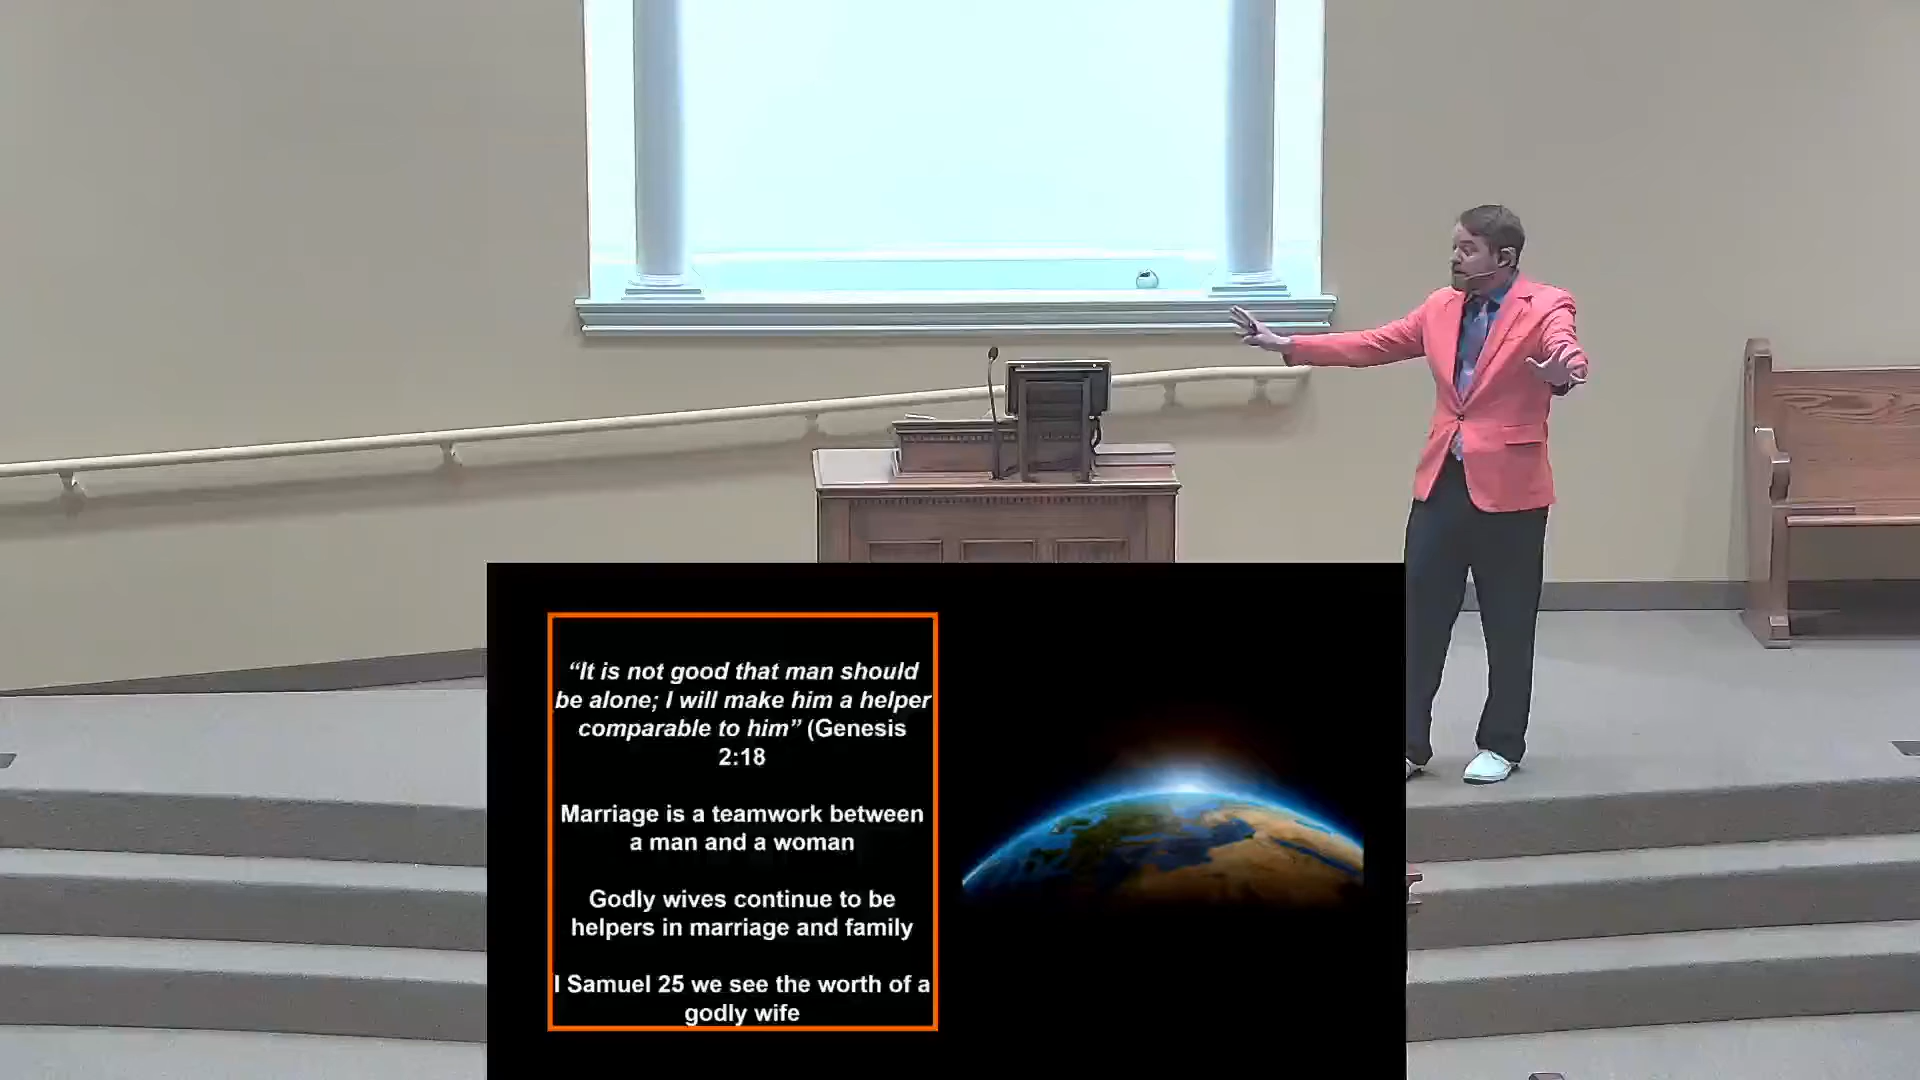 “It is not good that man should
be alone; I will make him a helper
comparable to him” (Genesis
2:18
Marriage is a teamwork between
a man and a woman
Godly wives continue to be
helpers in marriage and family
I Samuel 25 we see the worth of a
godly wife